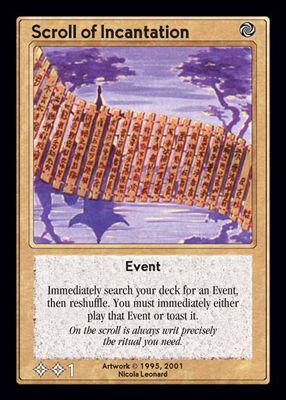 Scroll of Incantation
Event
Immediately search your deck for an Event,
then reshuffle. You must immediately either
play that Event or toast it.
On the scroll is always writ precisely
the ritual you need.
1
Artwork © 1995, 2001
Nicola Leonard